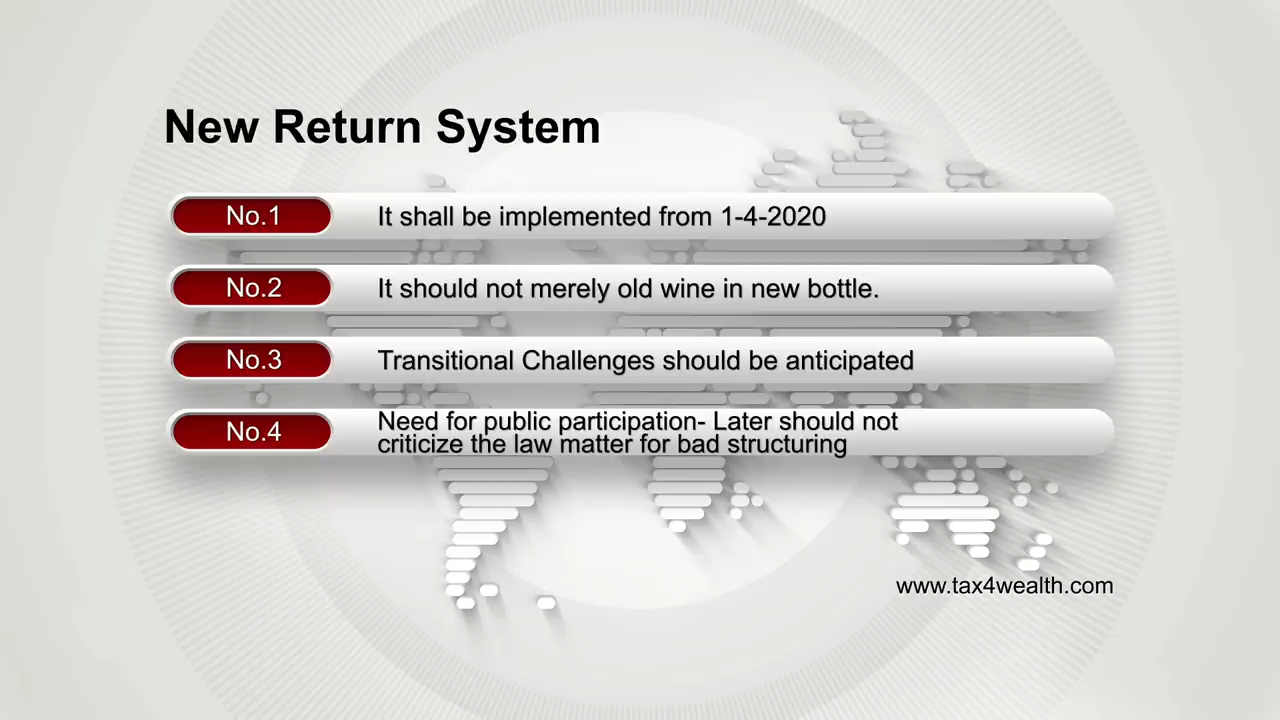 New Return System
No.1 It shall be implemented from 1-4-2020
No.2 It should not merely old wine in new bottle.
No.3 Transitional Challenges should be anticipated
No.4 Need for public participation- Later should not
criticize the law matter for bad structuring
www.tax4wealth.com